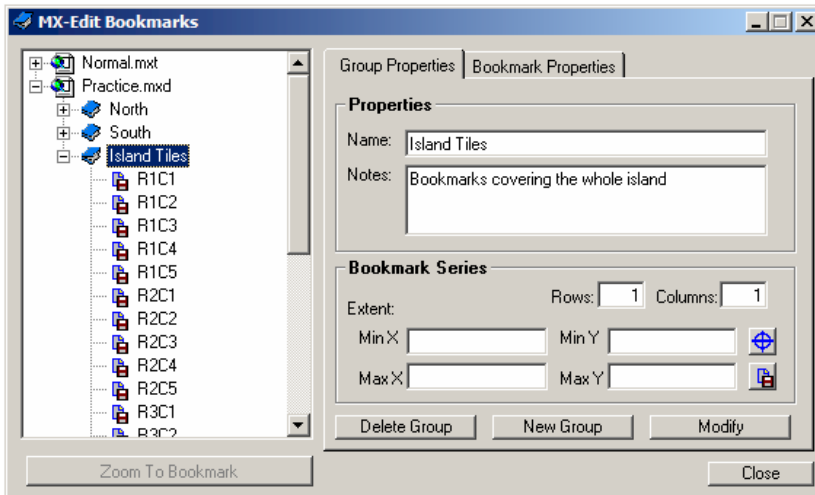 MX-Edit Bookmarks
Normal.mxt
Practice.mxd
North
South
Island Tiles
R1C1
R1C2
R1C3
R1C4
R1C5
R2C1
R2C2
R2C3
R2C4
R2C5
R3C1
R3C2
Zoom To Bookmark
Group Properties Bookmark Properties
Properties
Name: Island Tiles
Notes: Bookmarks covering the whole island
Bookmark Series
Rows: 1 Columns: 1
Extent:
Min X Min Y
Max X Max Y
Delete Group New Group Modify
Close